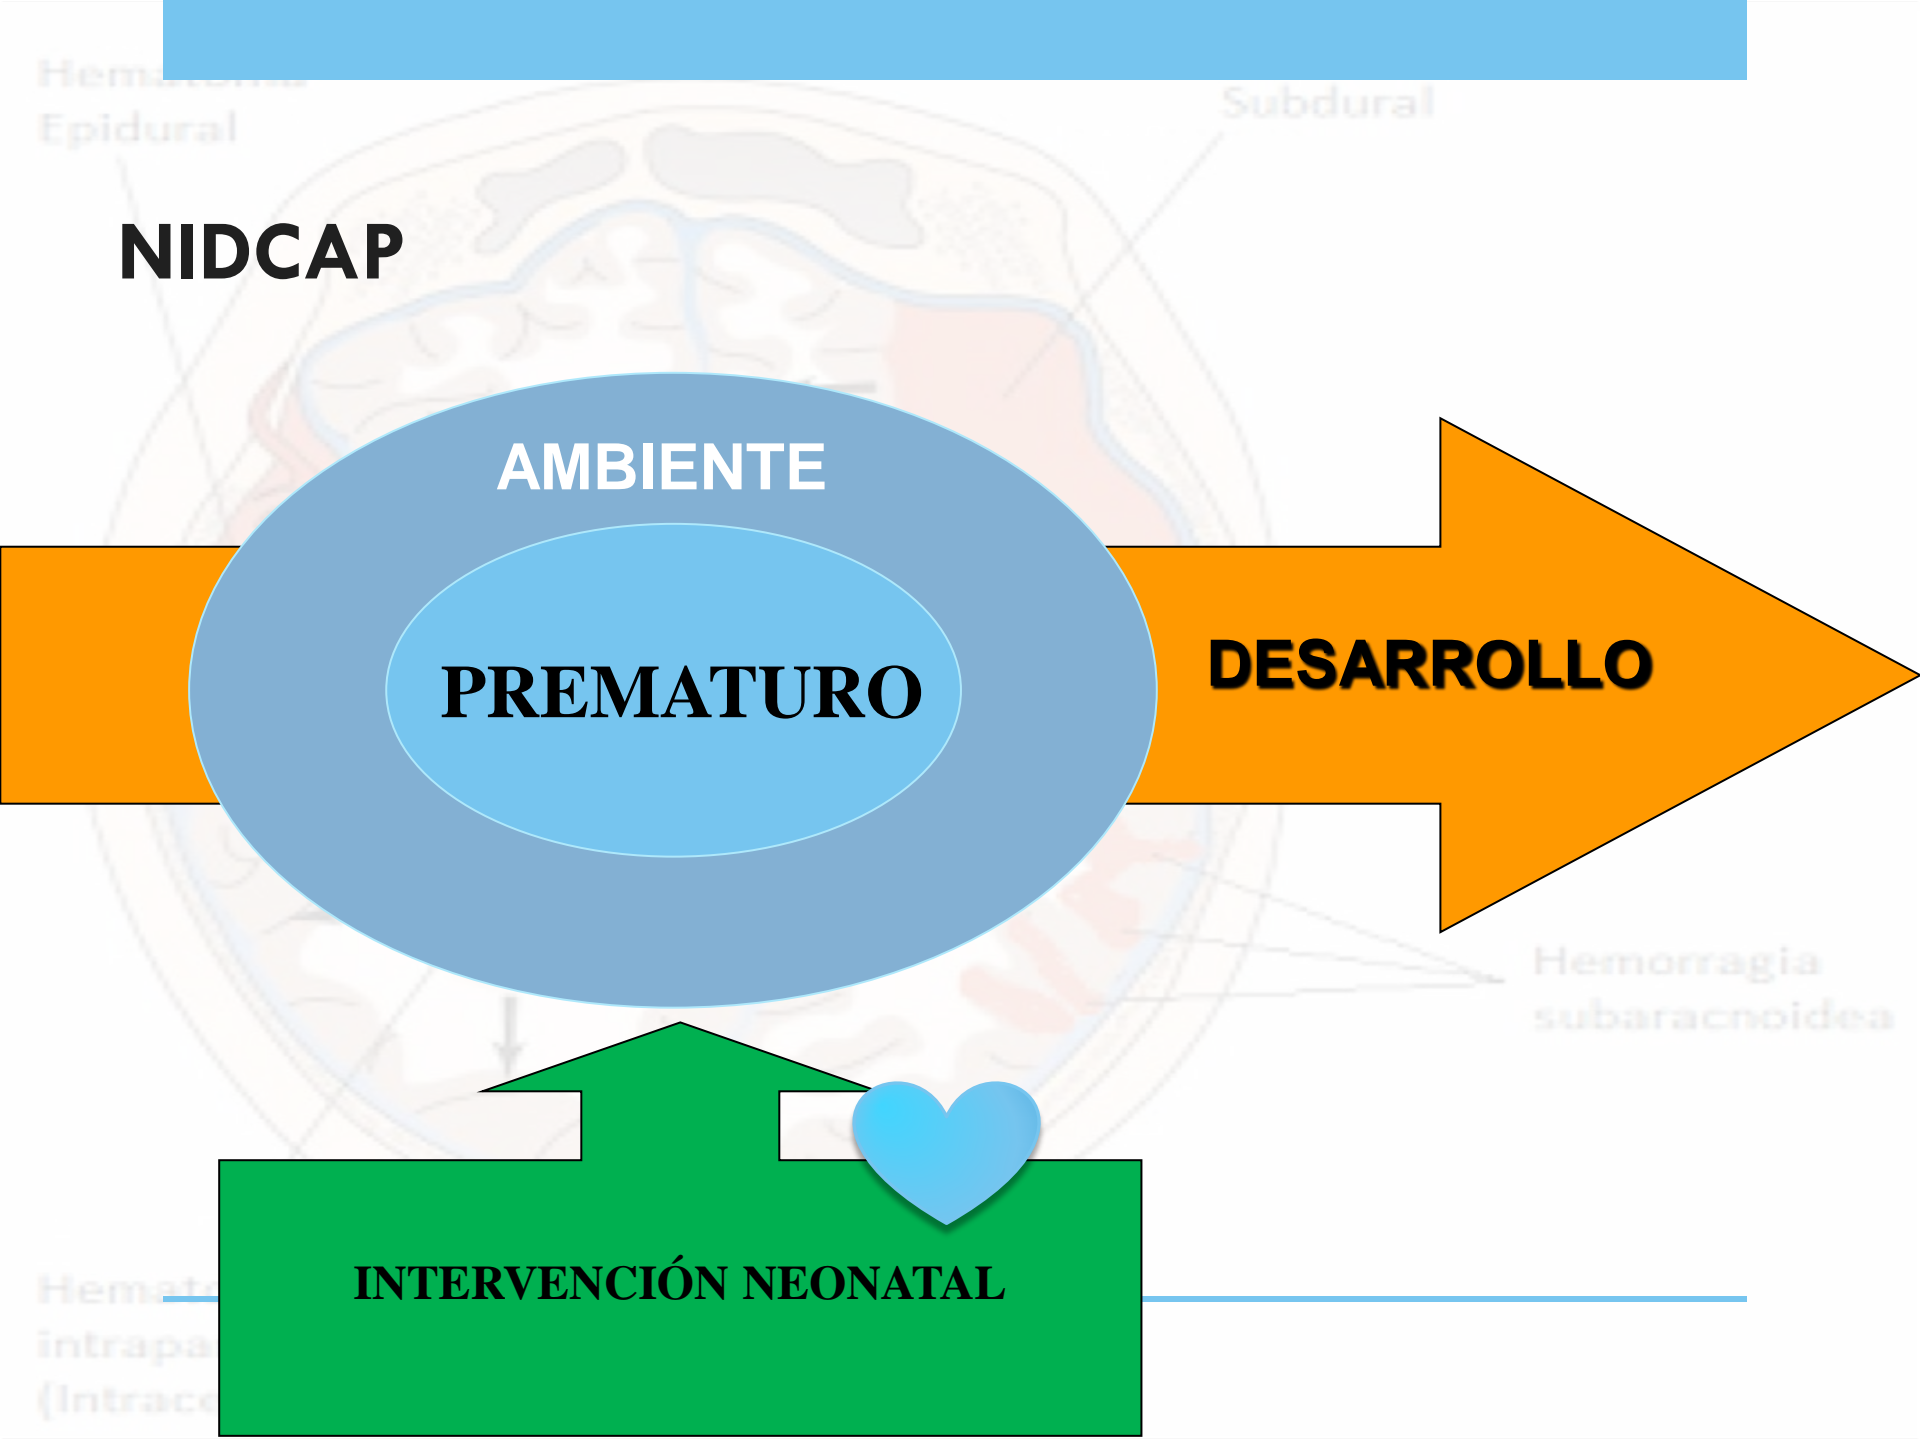 Epidural
Subdural
NIDCAP
AMBIENTE
PREMATURO
DESARROLLO
Hemorragia
subaracnoidea
INTERVENCIÓN NEONATAL